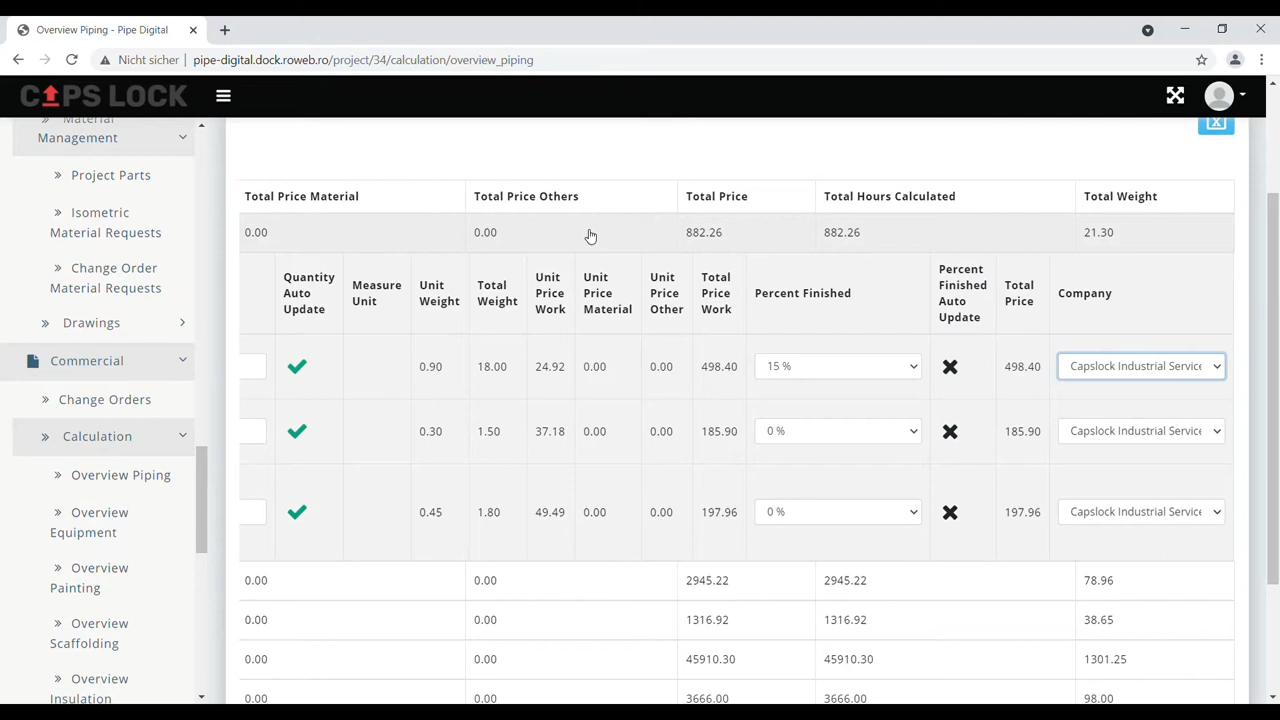 Overview Piping - Pipe Digital
Nicht sicher
pipe-digital.dock.roweb.ro/project/34/calculation/overview_piping
CAPS LOCK
Material
Management
Project Parts
Isometric
Material Requests
Change Order
Material Requests
Drawings
Commercial
Change Orders
Calculation
Overview Piping
Overview
Equipment
Overview
Painting
Overview
Scaffolding
Overview
Insulation
Total Price Material Total Price Others Total Price Total Hours Calculated Total Weight
0.00 0.00 882.26 882.26 21.30
Quantity Auto Update Measure Unit Unit Weight Total Weight Unit Price Work Unit Price Material Unit Price Other Total Price Work Percent Finished Percent Finished Auto Update Total Price Company
0.90 18.00 24.92 0.00 0.00 498.40 15 % 498.40 Capslock Industrial Service
0.30 1.50 37.18 0.00 0.00 185.90 0 % 185.90 Capslock Industrial Service
0.45 1.80 49.49 0.00 0.00 197.96 0 % 197.96 Capslock Industrial Service
0.00 0.00 2945.22 2945.22 78.96
0.00 0.00 1316.92 1316.92 38.65
0.00 0.00 45910.30 45910.30 1301.25
0.00 0.00 3666.00 3666.00 98.00